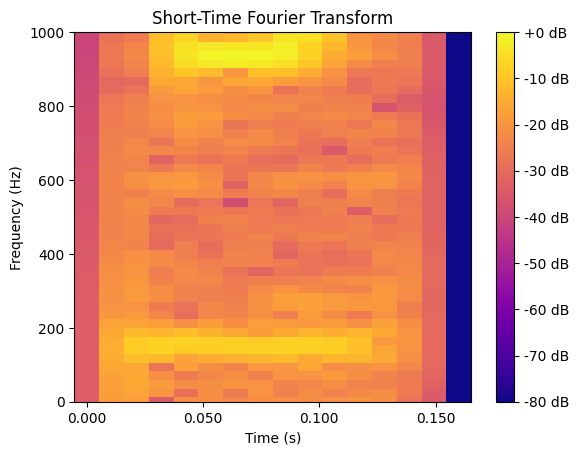 Short-Time Fourier Transform
1000
800
600
400
200
0
Frequency (Hz)
0.000
0.050
0.100
0.150
Time (s)
+0 dB
-10 dB
-20 dB
-30 dB
-40 dB
-50 dB
-60 dB
-70 dB
-80 dB